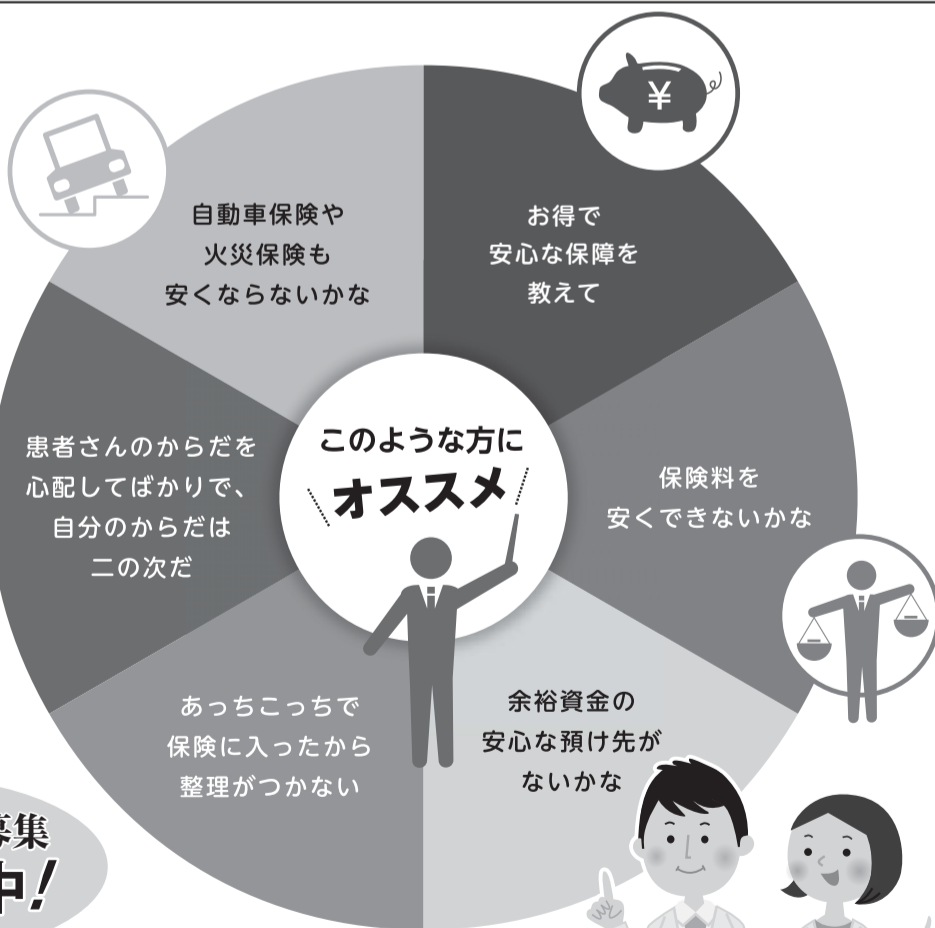 このような方に
オススメ
お得で
安心な保障を
教えて
保険料を
安くできないかな
余裕資金の
安心な預け先が
ないかな
あっちこっちで
保険に入ったから
整理がつかない
患者さんのからだを
心配してばかりで、
自分のからだは
二の次だ
自動車保険や
火災保険も
安くならないかな
¥
募集
中!